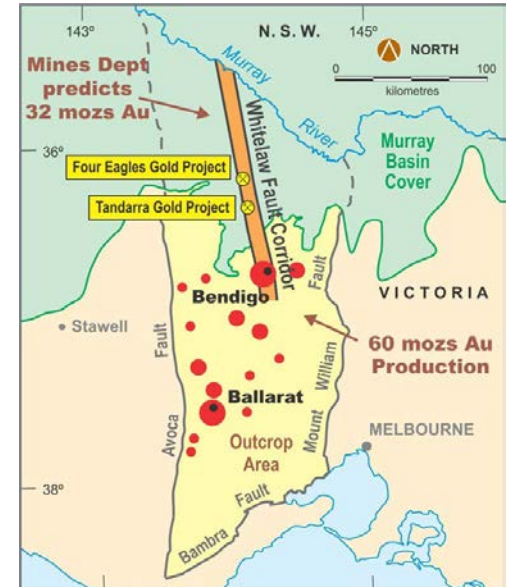 143
N.S.W.
145
NORTH
0
100
kilometres
Mines Dept
predicts
32 mozs Au
Murray
River
36
Whitelaw Fault Corridor
Four Eagles Gold Project
Tandarra Gold Project
Murray
Basin
Cover
Bendigo
Fault
VICTORIA
Stawell
60 mozs Au
Production
Fault
William
Ballarat
Avoca
Mount
MELBOURNE
Outcrop
Area
38
Fault
Bambra